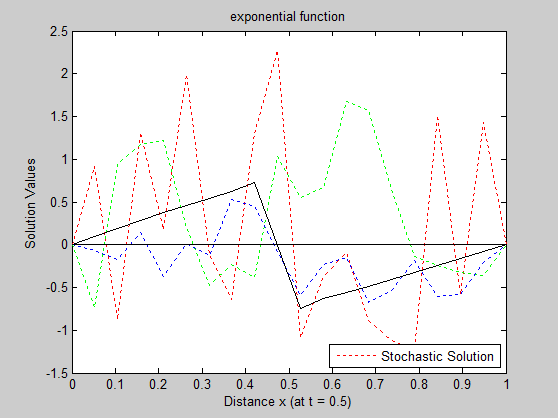 exponential function
2.5
2
1.5
1
0.5
0
-0.5
-1
-1.5
Solution Values
Stochastic Solution
0 0.1 0.2 0.3 0.4 0.5 0.6 0.7 0.8 0.9 1
Distance x (at t = 0.5)